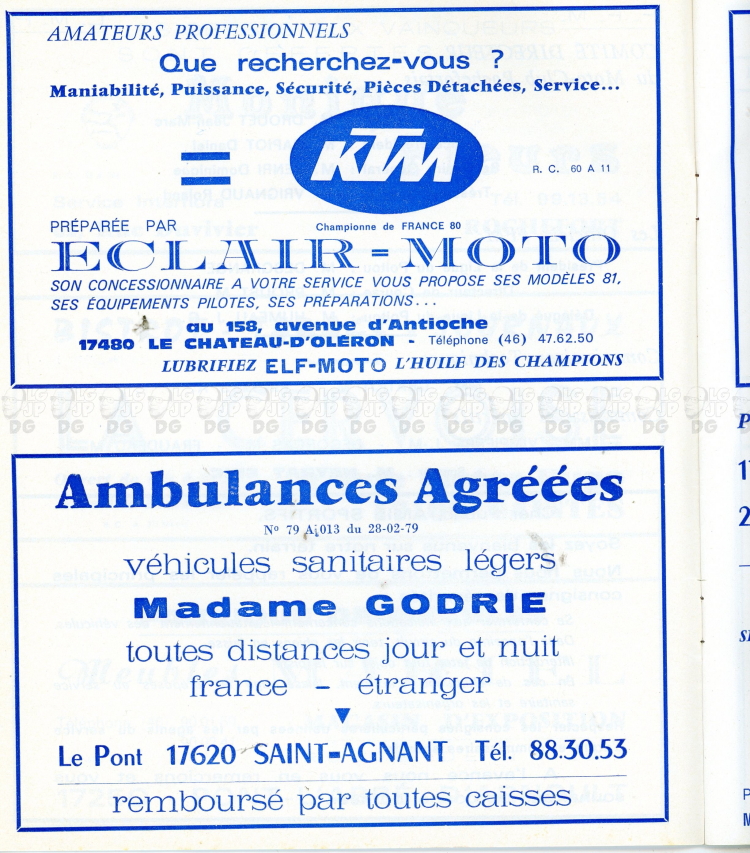 AMATEURS PROFESSIONNELS
Que recherchez-vous ?
Maniabilité, Puissance, Sécurité, Pièces Détachées, Service...
= KTM
R. C. 60 A 11
PRÉPARÉE PAR
Championne de FRANCE 80
ECLAIR = MOTO
SON CONCESSIONNAIRE A VOTRE SERVICE VOUS PROPOSE SES MODÈLES 81,
SES ÉQUIPEMENTS PILOTES, SES PRÉPARATIONS...
au 158, avenue d'Antioche
17480 LE CHATEAU-D'OLÉRON - Téléphone (46) 47.62.50
LUBRIFIEZ ELF-MOTO L'HUILE DES CHAMPIONS
Ambulances Agréées
N° 79 A 013 du 28-02-79
véhicules sanitaires légers
Madame GODRIE
toutes distances jour et nuit
france - étranger
Le Pont 17620 SAINT-AGNANT Tél. 88.30.53
remboursé par toutes caisses